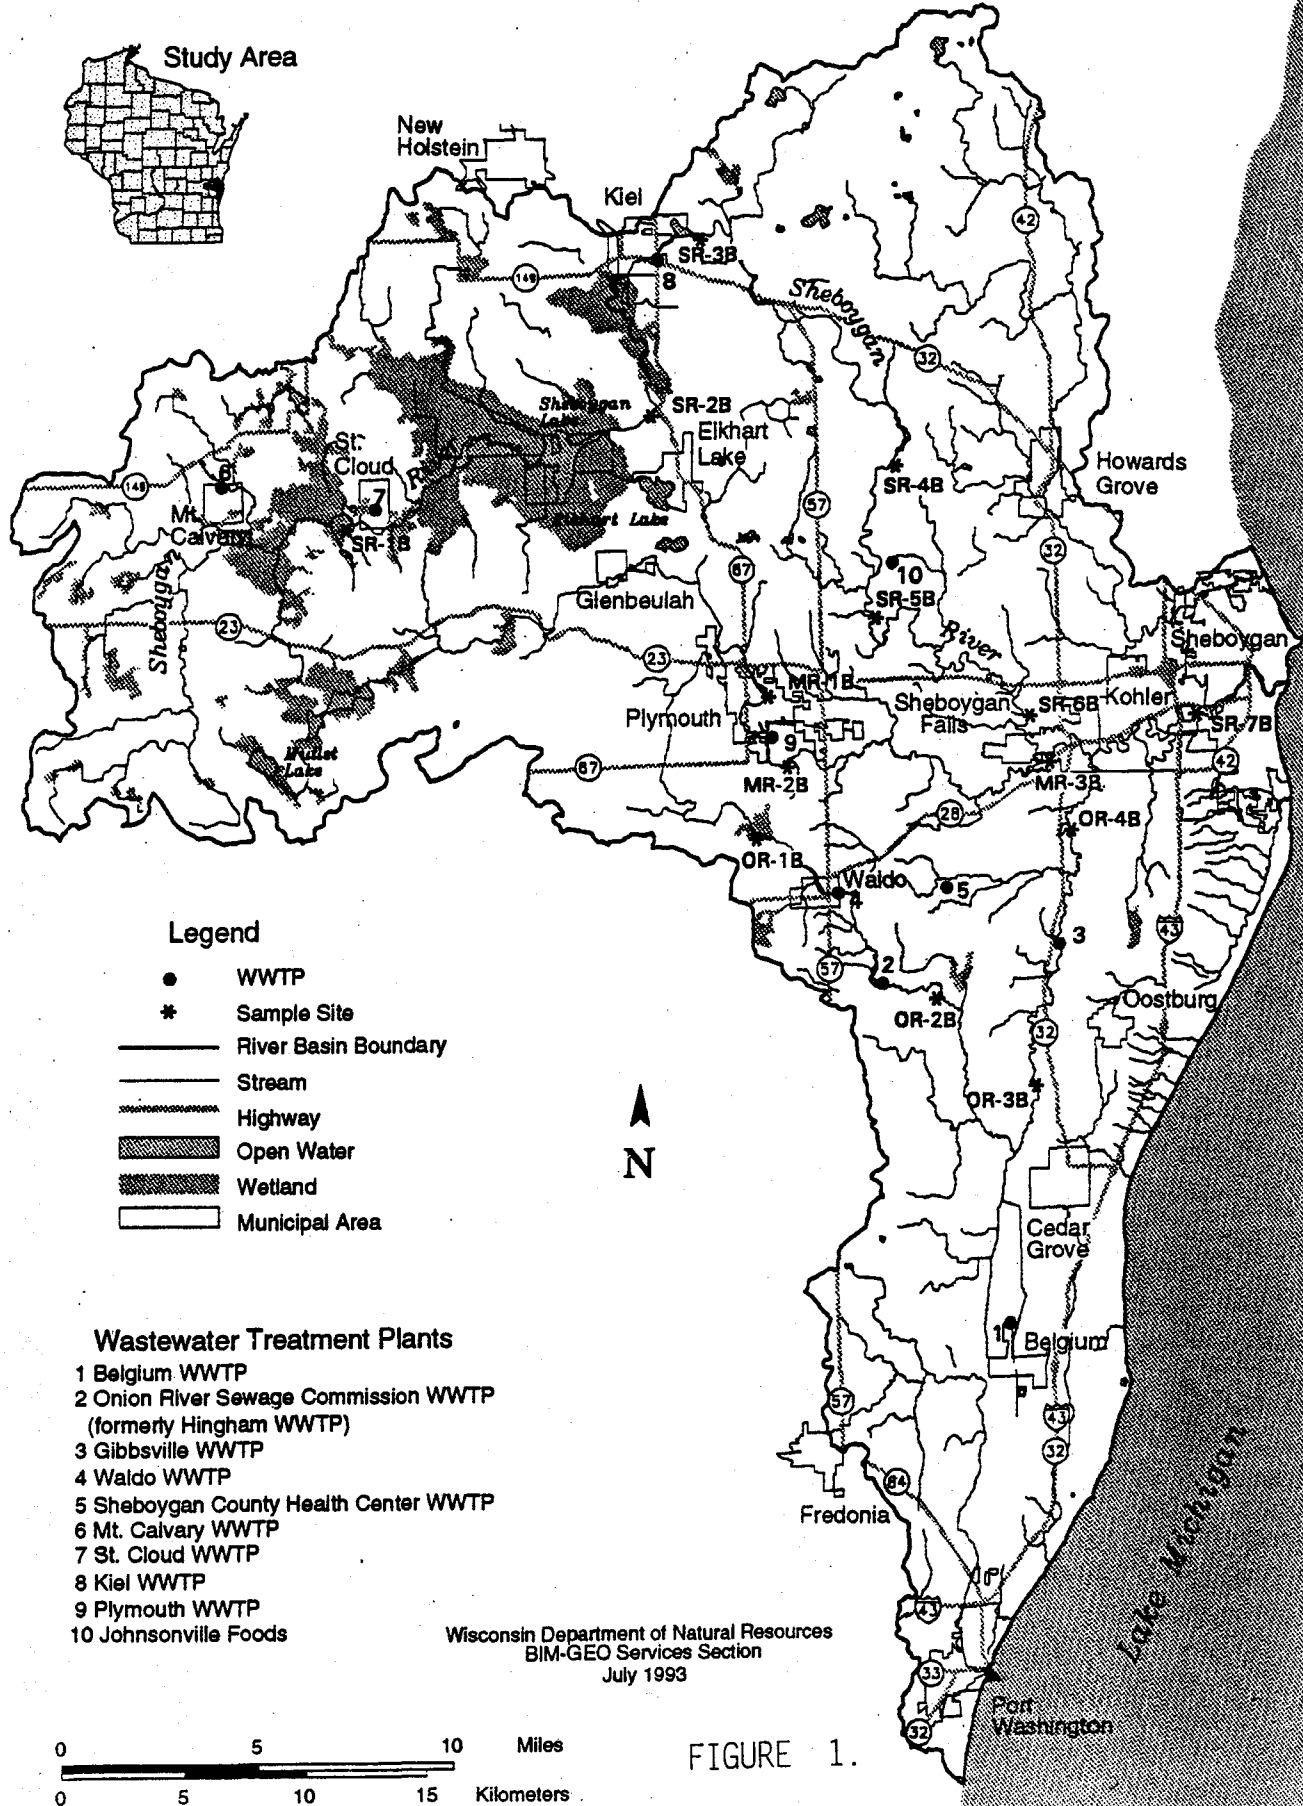 Study Area
New
Holstein
Kiel
42
SR-3B
149
8
Sheboygan
32
Sheboygan
Lake
SR-2B
Elkhart
Lake
St.
Cloud
River
Howards
Grove
SR-4B
149
6
7
57
Elkhart Lake
Mt.
Calvary
32
67
10
SR-5B
Glenbeulah
Sheboygan
23
River
Sheboygan
23
MR-1B
Kohler
Plymouth
Sheboygan
Falls
SR-6B
SR-7B
9
67
42
MR-2B
MR-3B
Mullet
Lake
28
OR-4B
OR-1B
Waldo
4
5
3
43
Legend
WWTP
Sample Site
River Basin Boundary
Stream
Highway
Open Water
Wetland
Municipal Area
57
2
OR-2B
Oostburg
32
OR-3B
N
Cedar
Grove
1
Belgium
57
43
32
84
Fredonia
Lake Michigan
43
33
32
Port
Washington
Wastewater Treatment Plants
1 Belgium WWTP
2 Onion River Sewage Commission WWTP
(formerly Hingham WWTP)
3 Gibbsville WWTP
4 Waldo WWTP
5 Sheboygan County Health Center WWTP
6 Mt. Calvary WWTP
7 St. Cloud WWTP
8 Kiel WWTP
9 Plymouth WWTP
10 Johnsonville Foods
Wisconsin Department of Natural Resources
BIM-GEO Services Section
July 1993
0 5 10 Miles
0 5 10 15 Kilometers
FIGURE 1.